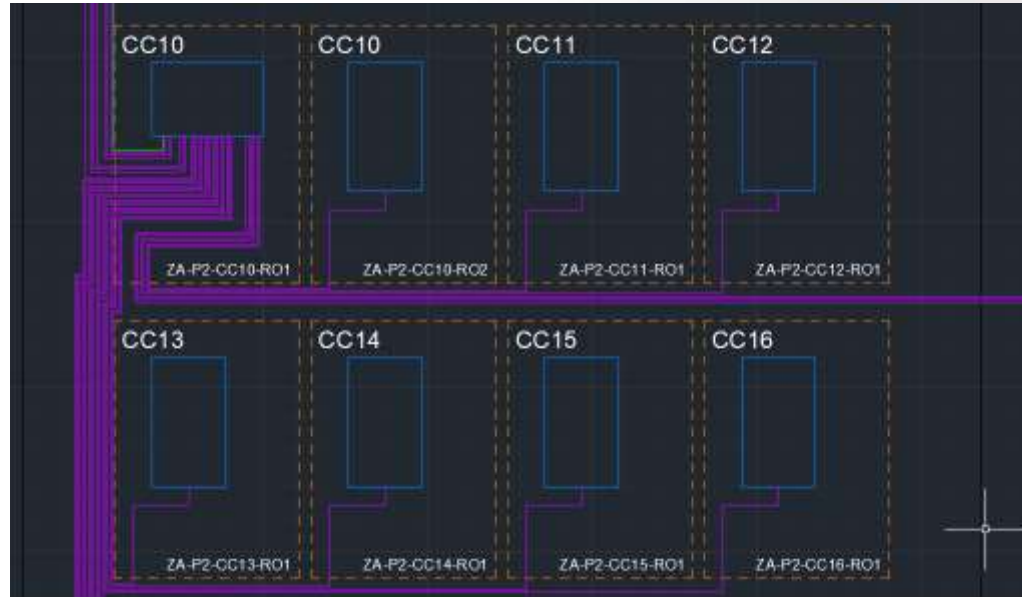 CC10
CC10
CC11
CC12
ZA-P2-CC10-RO1
ZA-P2-CC10-RO2
ZA-P2-CC11-RO1
ZA-P2-CC12-RO1
CC13
CC14
CC15
CC16
ZA-P2-CC13-RO1
ZA-P2-CC14-RO1
ZA-P2-CC15-RO1
ZA-P2-CC16-RO1